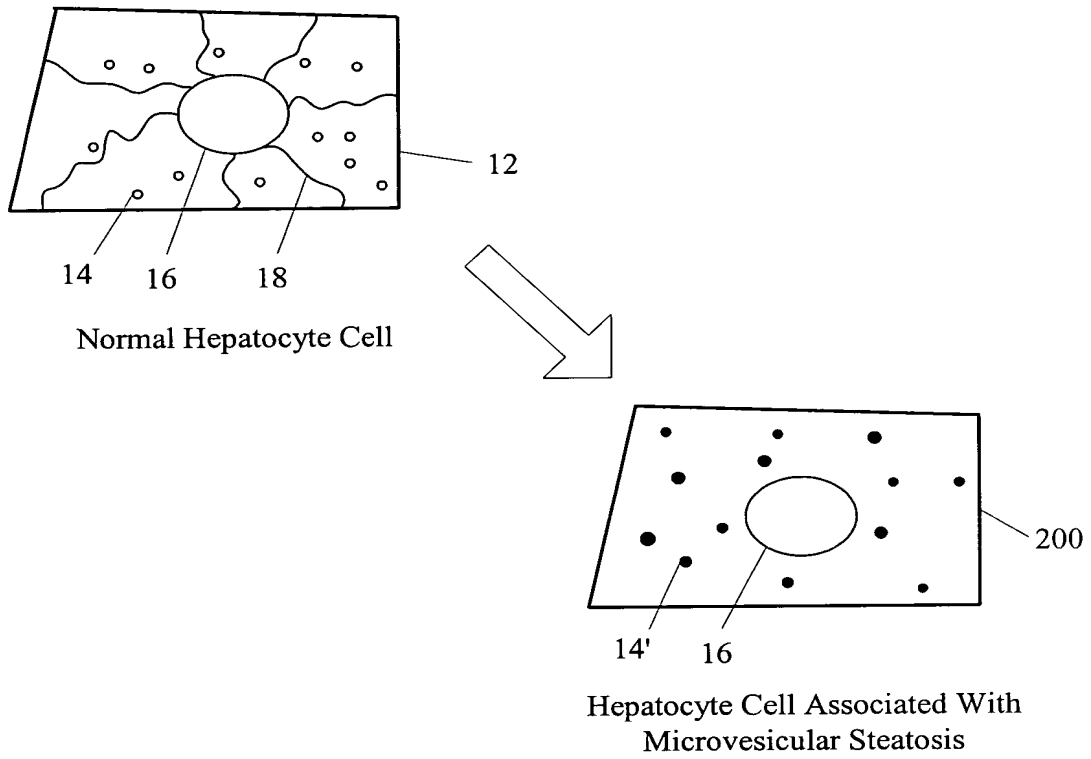 12
14
16
18
Normal Hepatocyte Cell
200
14'
16
Hepatocyte Cell Associated With
Microvesicular Steatosis